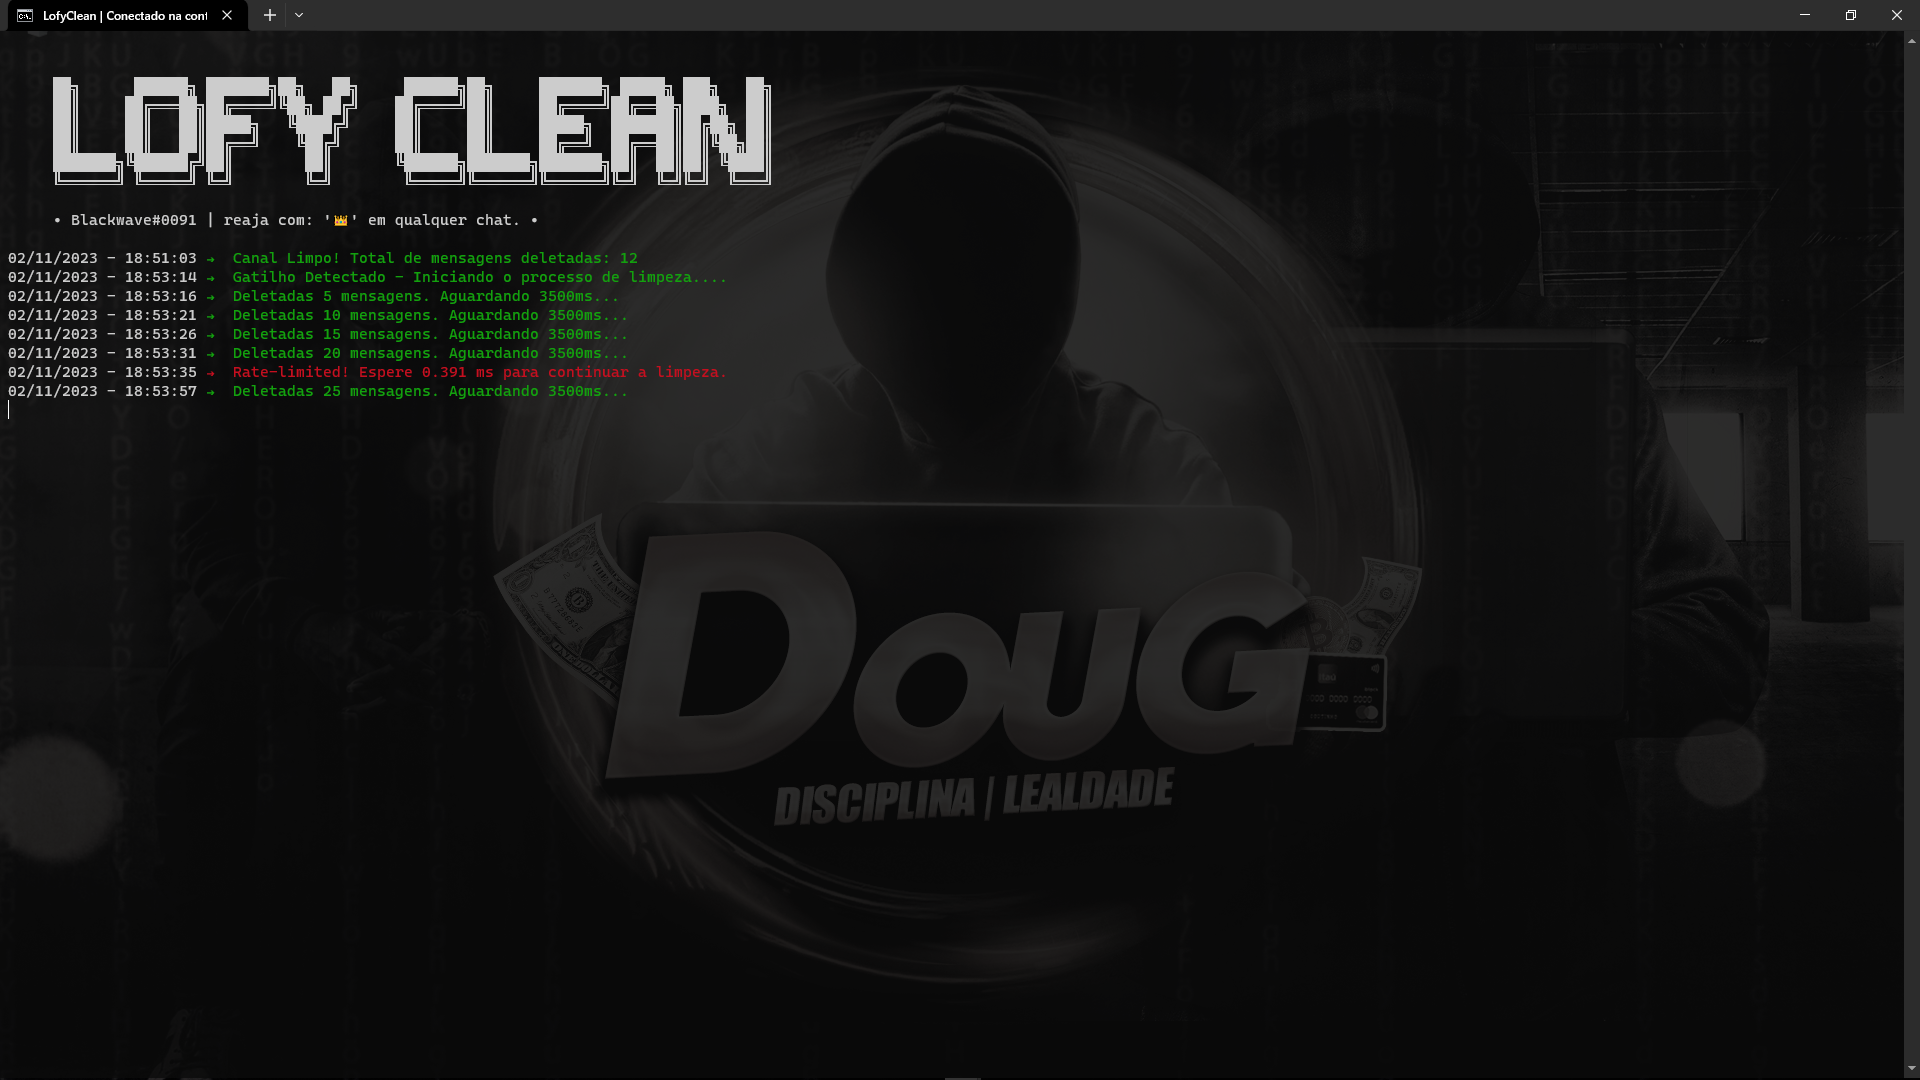 LofyClean | Conectado na con
LOFY CLEAN
• Blackwave#0091 | reaja com: '👑' em qualquer chat. •
02/11/2023 - 18:51:03 → Canal Limpo! Total de mensagens deletadas: 12
02/11/2023 - 18:53:14 → Gatilho Detectado - Iniciando o processo de limpeza....
02/11/2023 - 18:53:16 → Deletadas 5 mensagens. Aguardando 3500ms...
02/11/2023 - 18:53:21 → Deletadas 10 mensagens. Aguardando 3500ms...
02/11/2023 - 18:53:26 → Deletadas 15 mensagens. Aguardando 3500ms...
02/11/2023 - 18:53:31 → Deletadas 20 mensagens. Aguardando 3500ms...
02/11/2023 - 18:53:35 → Rate-limited! Espere 0.391 ms para continuar a limpeza.
02/11/2023 - 18:53:57 → Deletadas 25 mensagens. Aguardando 3500ms...
DouG
DISCIPLINA | LEALDADE